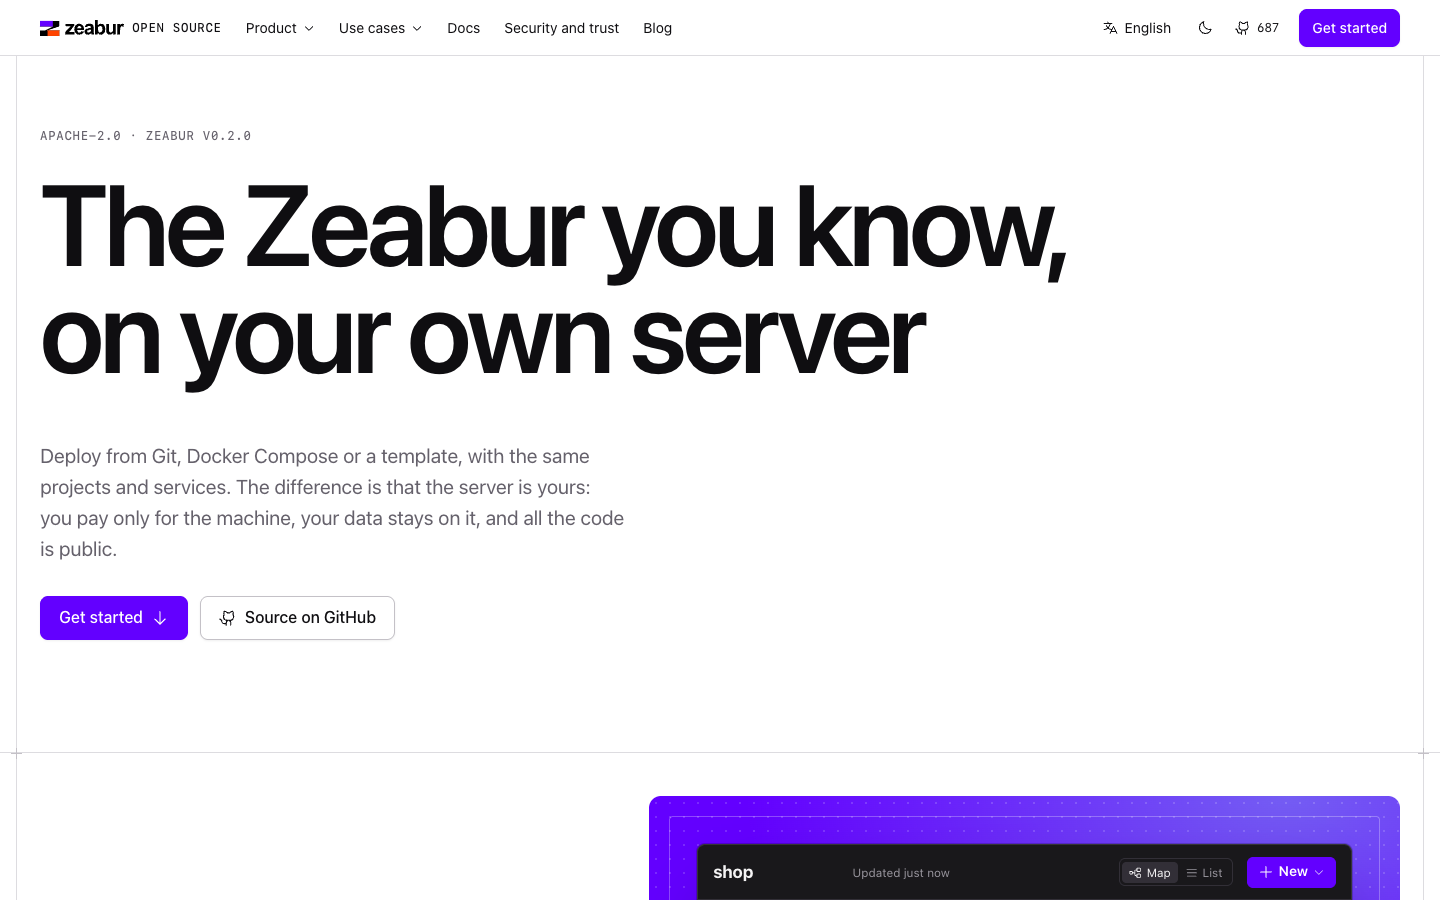 zeabur OPEN SOURCE Product Use cases Docs Security and trust Blog English 687 Get started
APACHE-2.0 · ZEABUR V0.2.0
The Zeabur you know,
on your own server
Deploy from Git, Docker Compose or a template, with the same
projects and services. The difference is that the server is yours:
you pay only for the machine, your data stays on it, and all the code
is public.
Get started Source on GitHub
shop Updated just now Map List New